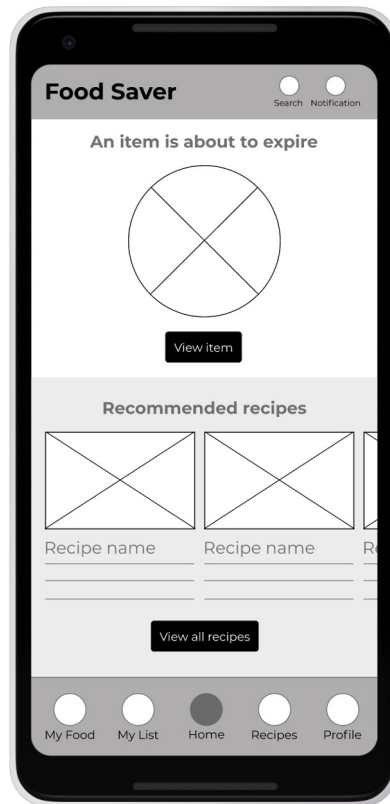 Food Saver
Search Notification
An item is about to expire
View item
Recommended recipes
Recipe name Recipe name Re
View all recipes
My Food My List Home Recipes Profile